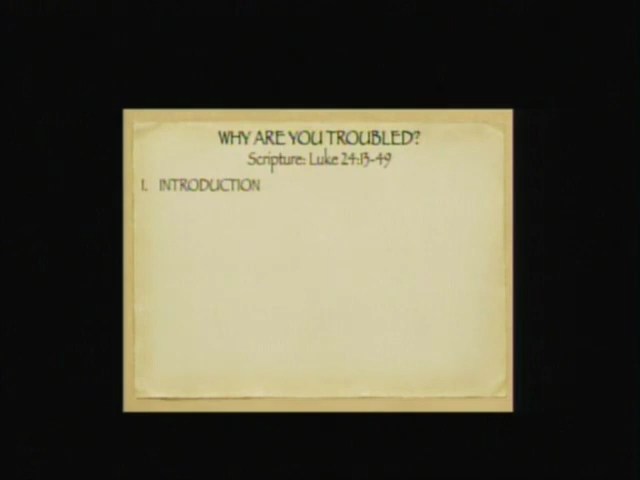 WHY ARE YOU TROUBLED?
Scripture: Luke 24:13-49
I. INTRODUCTION